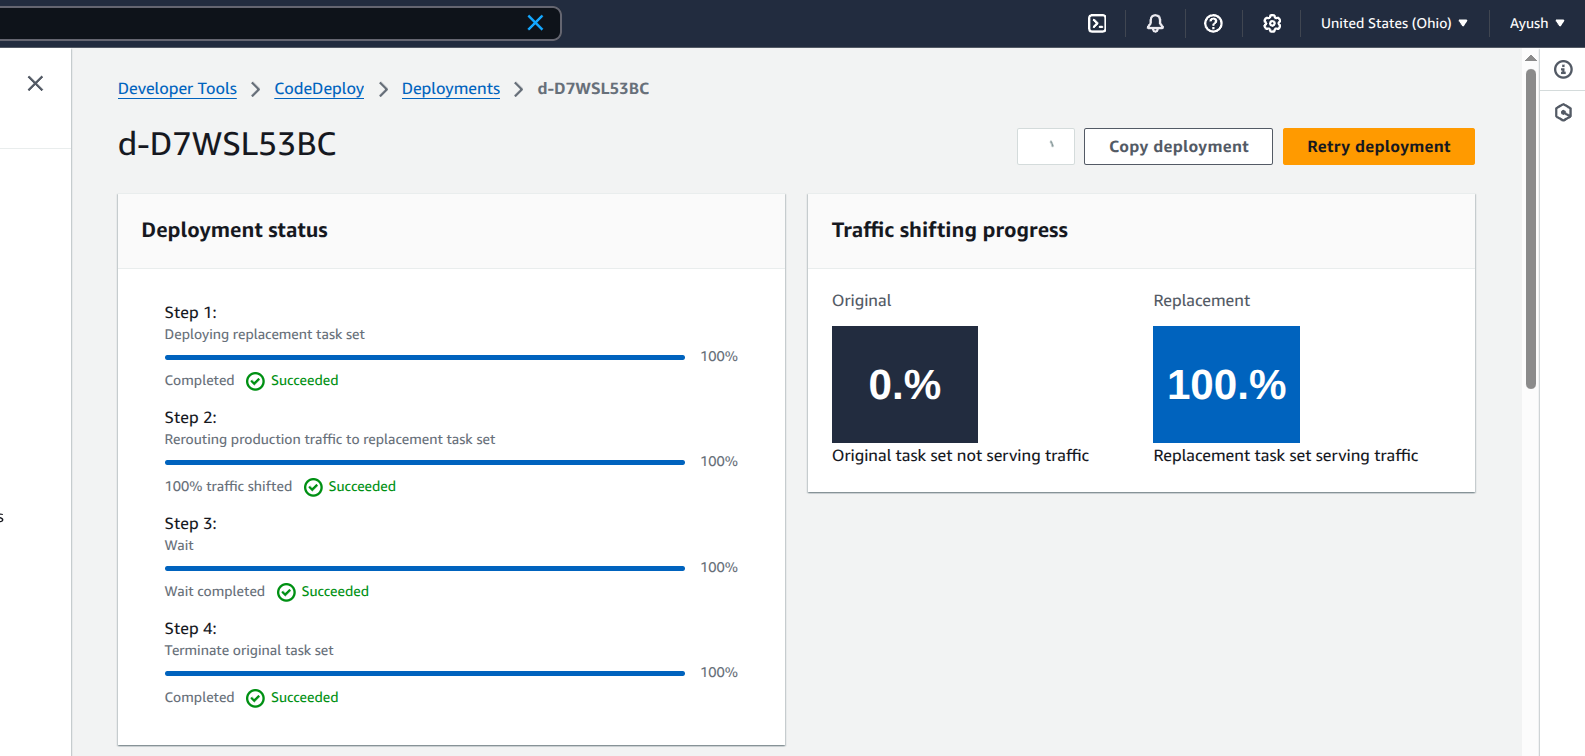 United States (Ohio) Ayush
Developer Tools CodeDeploy Deployments d-D7WSL53BC
d-D7WSL53BC
Copy deployment
Retry deployment
Deployment status
Step 1:
Deploying replacement task set
100%
Completed Succeeded
Step 2:
Rerouting production traffic to replacement task set
100%
100% traffic shifted Succeeded
Step 3:
Wait
100%
Wait completed Succeeded
Step 4:
Terminate original task set
100%
Completed Succeeded
Traffic shifting progress
Original
0.%
Original task set not serving traffic
Replacement
100.%
Replacement task set serving traffic
s